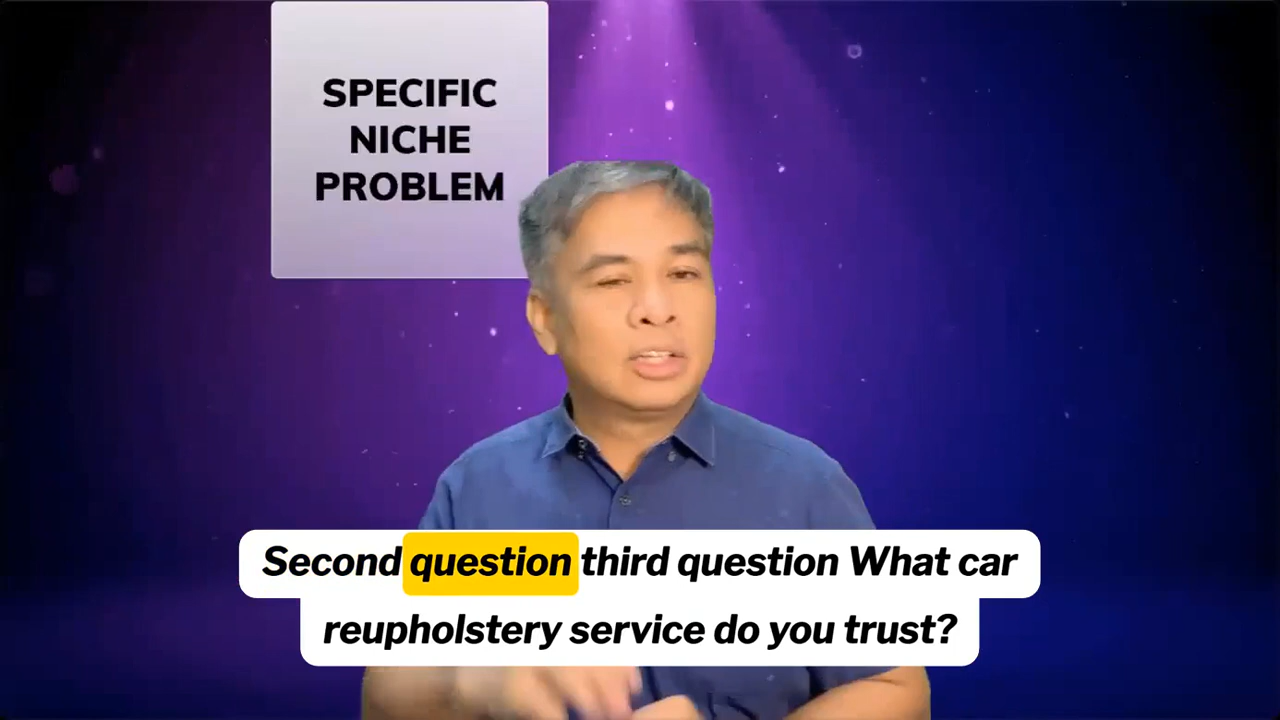 SPECIFIC
NICHE
PROBLEM
Second question third question What car
reupholstery service do you trust?